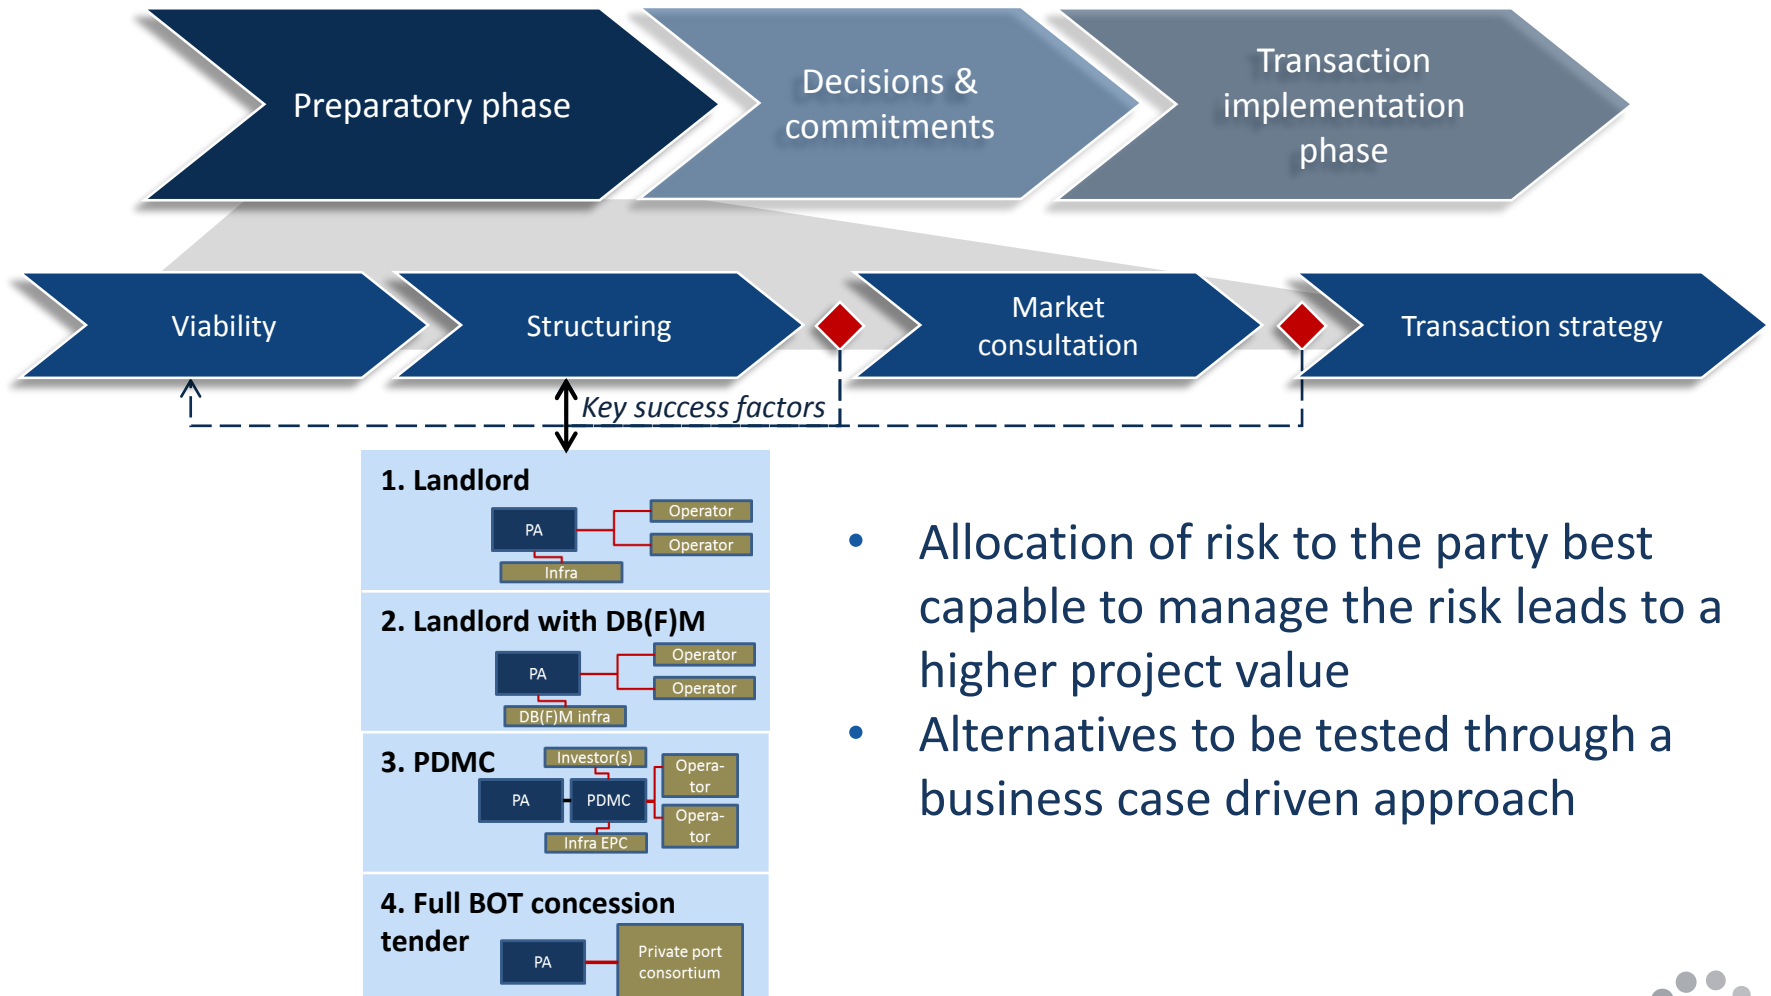 Preparatory phase
Decisions &
commitments
Transaction
implementation
phase
Viability
Structuring
Market
consultation
Transaction strategy
Key success factors
1. Landlord
PA
Operator
Operator
Infra
2. Landlord with DB(F)M
PA
Operator
Operator
DB(F)M infra
3. PDMC
Investor(s)
PA
PDMC
Opera-
tor
Opera-
tor
Infra EPC
4. Full BOT concession
tender
PA
Private port
consortium
• Allocation of risk to the party best
capable to manage the risk leads to a
higher project value
• Alternatives to be tested through a
business case driven approach